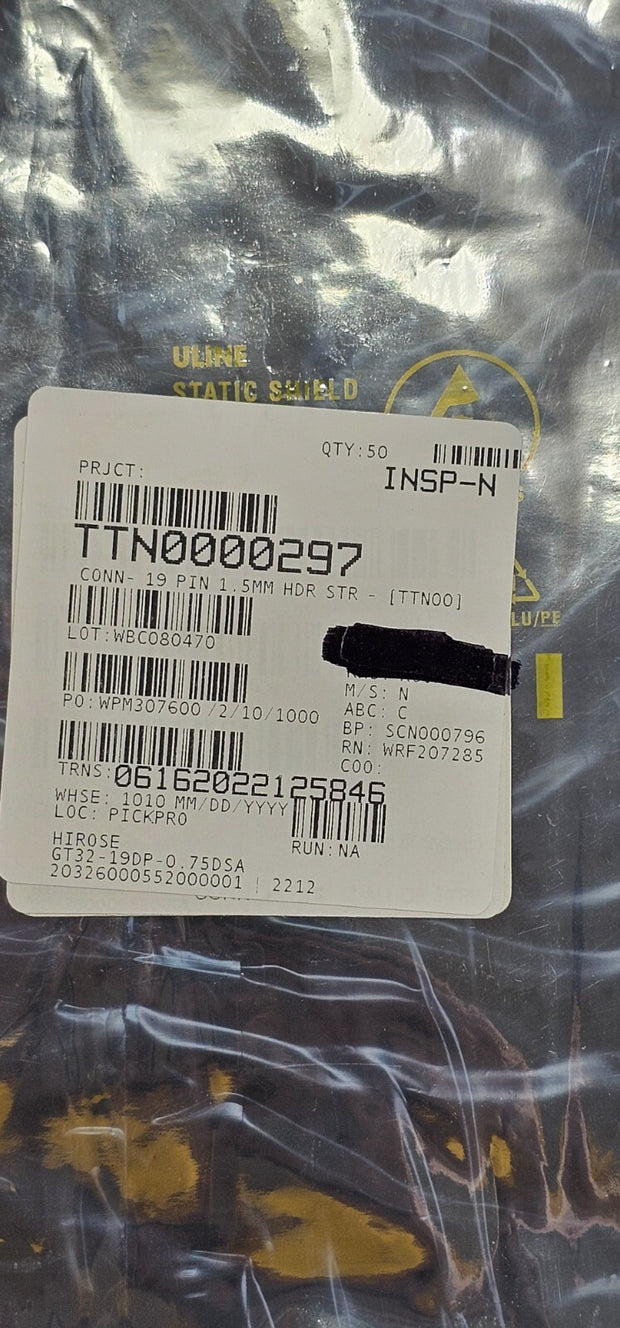 ULINE
STATIC SHIELD
QTY:50
PRJCT:
INSP-N
TTN0000297
CONN- 19 PIN 1.5MM HDR STR - [TTN00]
LOT:WBC080470
PO:WPM307600 /2/10/1000
M/S: N
ABC: C
BP: SCN000796
RN: WRF207285
COO:
TRNS:06162022125846
WHSE: 1010 MM/DD/YYYY
LOC: PICKPRO
RUN:NA
HIROSE
GT32-19DP-0.75DSA
20326000552000001 | 2212
LU/PE